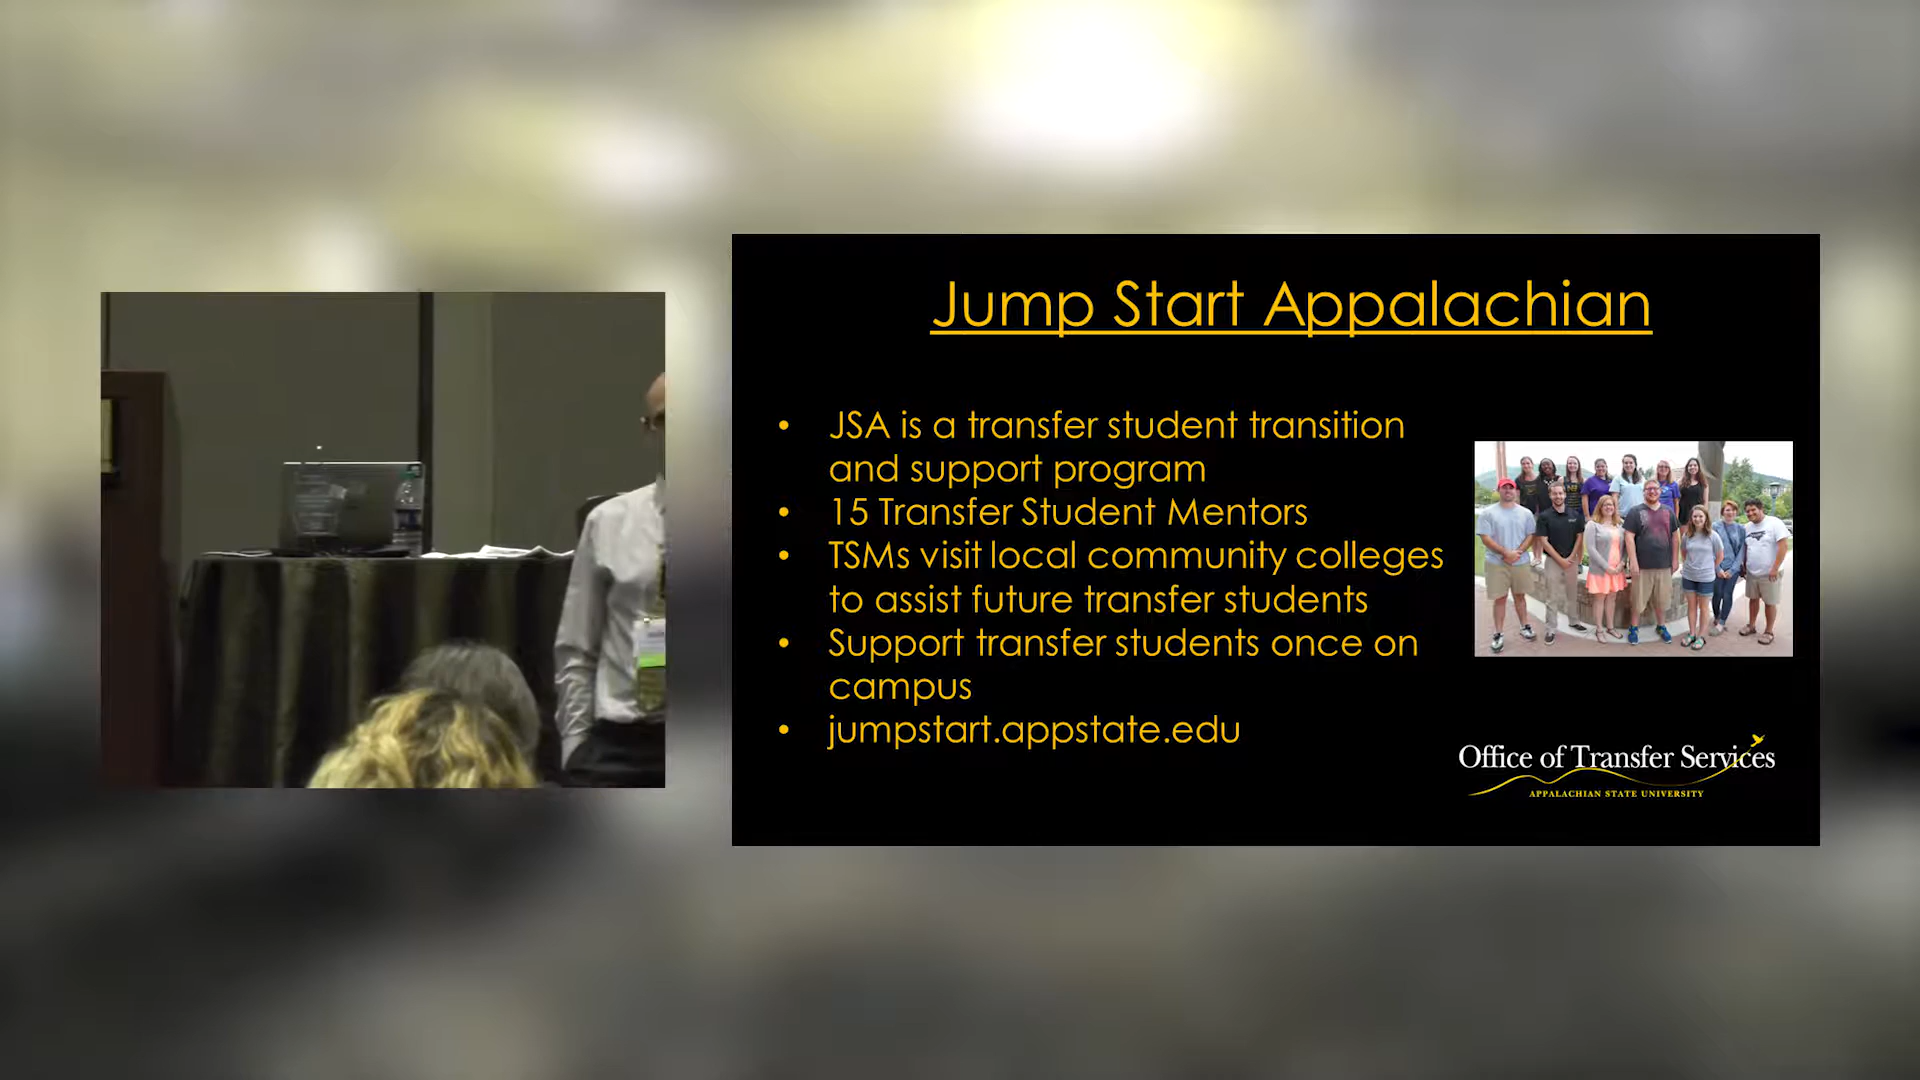 Jump Start Appalachian
• JSA is a transfer student transition
and support program
• 15 Transfer Student Mentors
• TSMs visit local community colleges
to assist future transfer students
• Support transfer students once on
campus
• jumpstart.appstate.edu
Office of Transfer Services
APPALACHIAN STATE UNIVERSITY